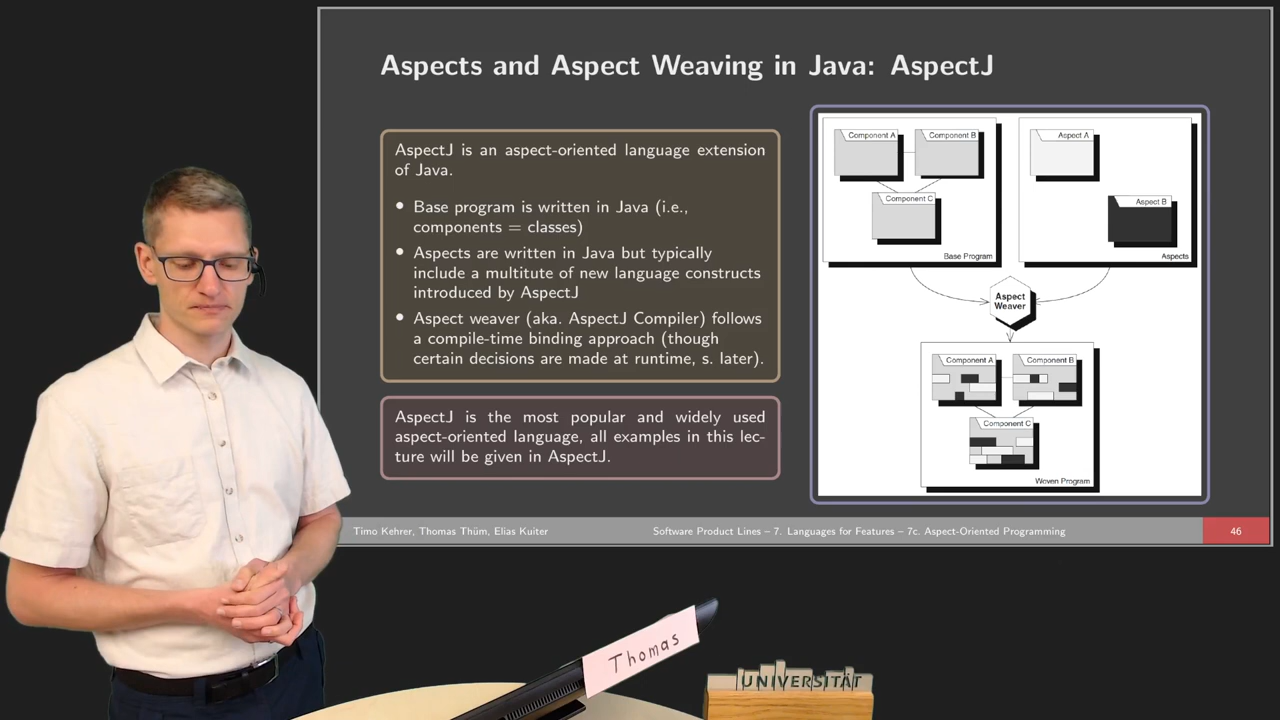 Aspects and Aspect Weaving in Java: AspectJ
AspectJ is an aspect-oriented language extension
of Java.
• Base program is written in Java (i.e.,
components = classes)
• Aspects are written in Java but typically
include a multitute of new language constructs
introduced by AspectJ
• Aspect weaver (aka. AspectJ Compiler) follows
a compile-time binding approach (though
certain decisions are made at runtime, s. later).
AspectJ is the most popular and widely used
aspect-oriented language, all examples in this lec-
ture will be given in AspectJ.
Component A
Component B
Component C
Base Program
Aspect A
Aspect B
Aspects
Aspect
Weaver
Component A
Component B
Component C
Woven Program
Timo Kehrer, Thomas Thüm, Elias Kuiter
Software Product Lines – 7. Languages for Features – 7c. Aspect-Oriented Programming
46
Thomas
UNIVERSITÄT